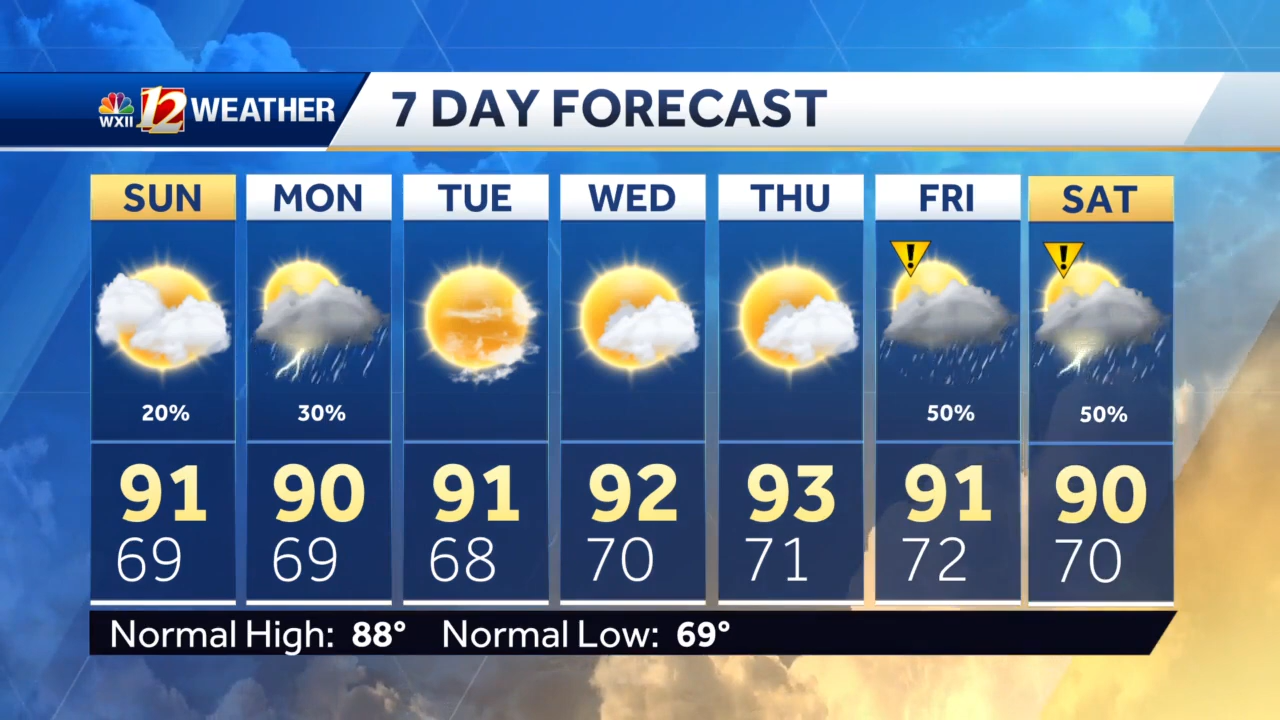 WXII 12 WEATHER
7 DAY FORECAST
SUN MON TUE WED THU FRI SAT
! !
20% 30% 50% 50%
91 90 91 92 93 91 90
69 69 68 70 71 72 70
Normal High: 88° Normal Low: 69°